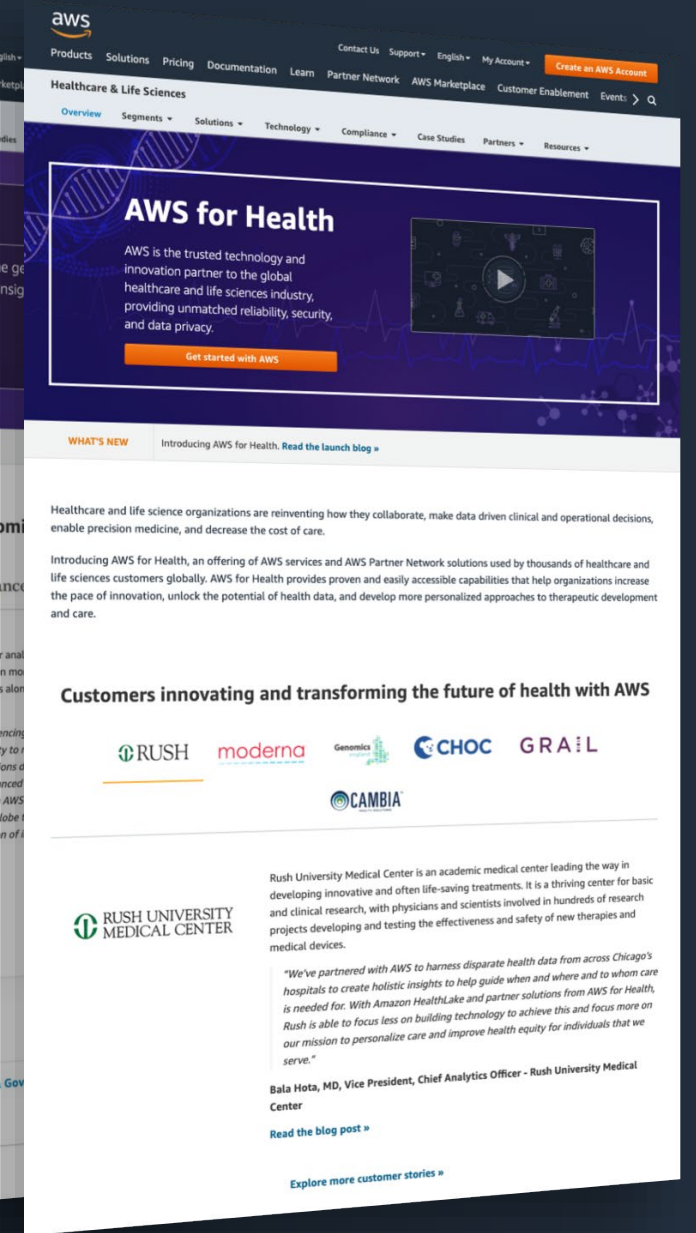 aws
Contact Us Support English My Account Create an AWS Account
Products Solutions Pricing Documentation Learn Partner Network AWS Marketplace Customer Enablement Events
Healthcare & Life Sciences
Overview Segments Solutions Technology Compliance Case Studies Partners Resources
AWS for Health
AWS is the trusted technology and
innovation partner to the global
healthcare and life sciences industry,
providing unmatched reliability, security,
and data privacy.
Get started with AWS
WHAT'S NEW Introducing AWS for Health. Read the launch blog »
Healthcare and life science organizations are reinventing how they collaborate, make data driven clinical and operational decisions,
enable precision medicine, and decrease the cost of care.
Introducing AWS for Health, an offering of AWS services and AWS Partner Network solutions used by thousands of healthcare and
life sciences customers globally. AWS for Health provides proven and easily accessible capabilities that help organizations increase
the pace of innovation, unlock the potential of health data, and develop more personalized approaches to therapeutic development
and care.
Customers innovating and transforming the future of health with AWS
RUSH moderna Genomics england CHOC GRAIL
CAMBIA
RUSH UNIVERSITY
MEDICAL CENTER
Rush University Medical Center is an academic medical center leading the way in
developing innovative and often life-saving treatments. It is a thriving center for basic
and clinical research, with physicians and scientists involved in hundreds of research
projects developing and testing the effectiveness and safety of new therapies and
medical devices.
"We've partnered with AWS to harness disparate health data from across Chicago's
hospitals to create holistic insights to help guide when and where and to whom care
is needed for. With Amazon HealthLake and partner solutions from AWS for Health,
Rush is able to focus less on building technology to achieve this and focus more on
our mission to personalize care and improve health equity for individuals that we
serve."
Bala Hota, MD, Vice President, Chief Analytics Officer - Rush University Medical
Center
Read the blog post »
Explore more customer stories »